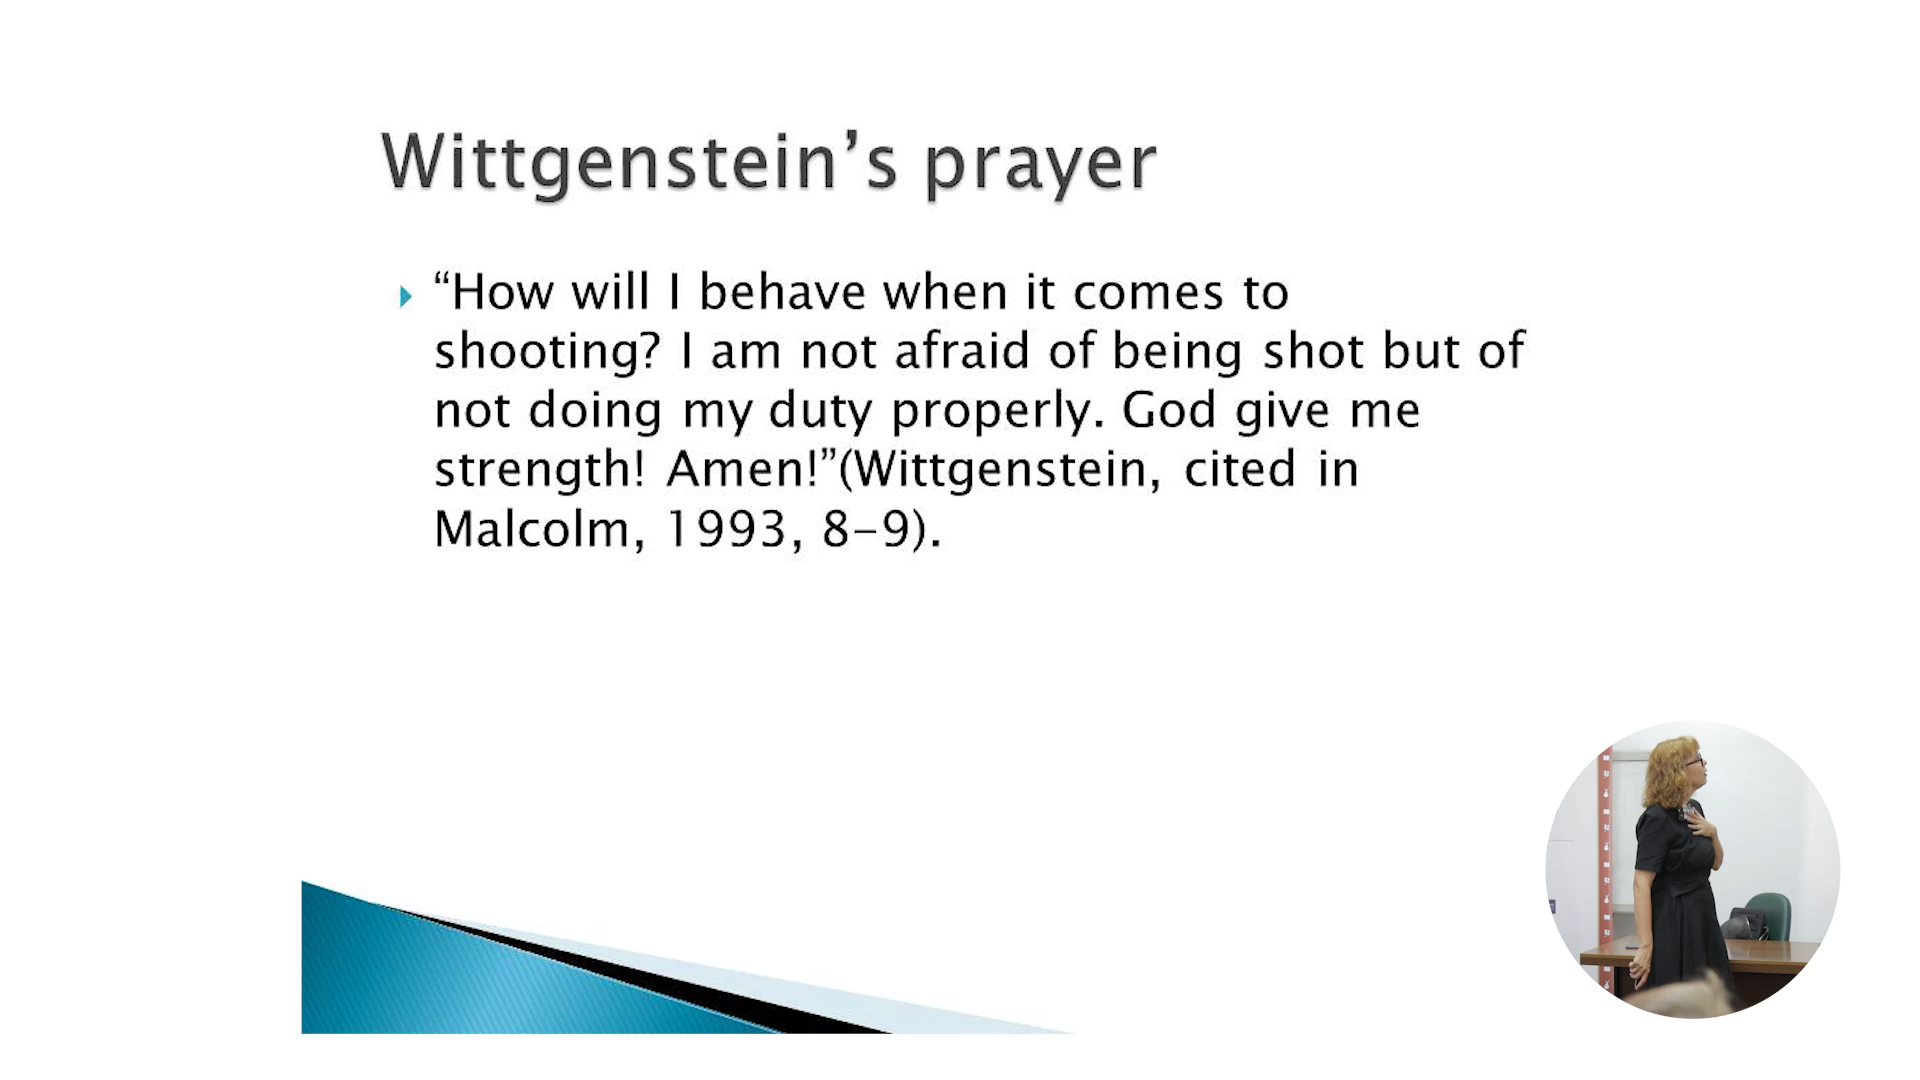 Wittgenstein’s prayer
“How will I behave when it comes to
shooting? I am not afraid of being shot but of
not doing my duty properly. God give me
strength! Amen!”(Wittgenstein, cited in
Malcolm, 1993, 8-9).